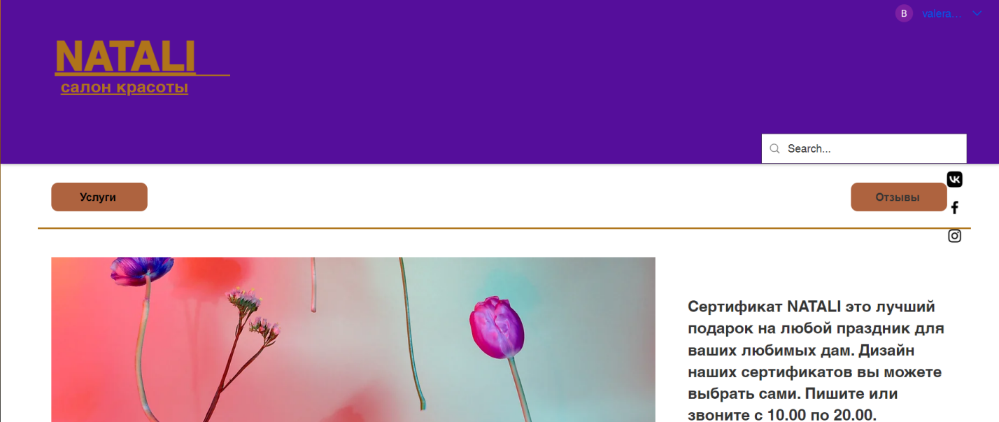 B valera...
NATALI
салон красоты
Search...
Услуги
Отзывы
Сертификат NATALI это лучший
подарок на любой праздник для
ваших любимых дам. Дизайн
наших сертификатов вы можете
выбрать сами. Пишите или
звоните с 10.00 по 20.00.